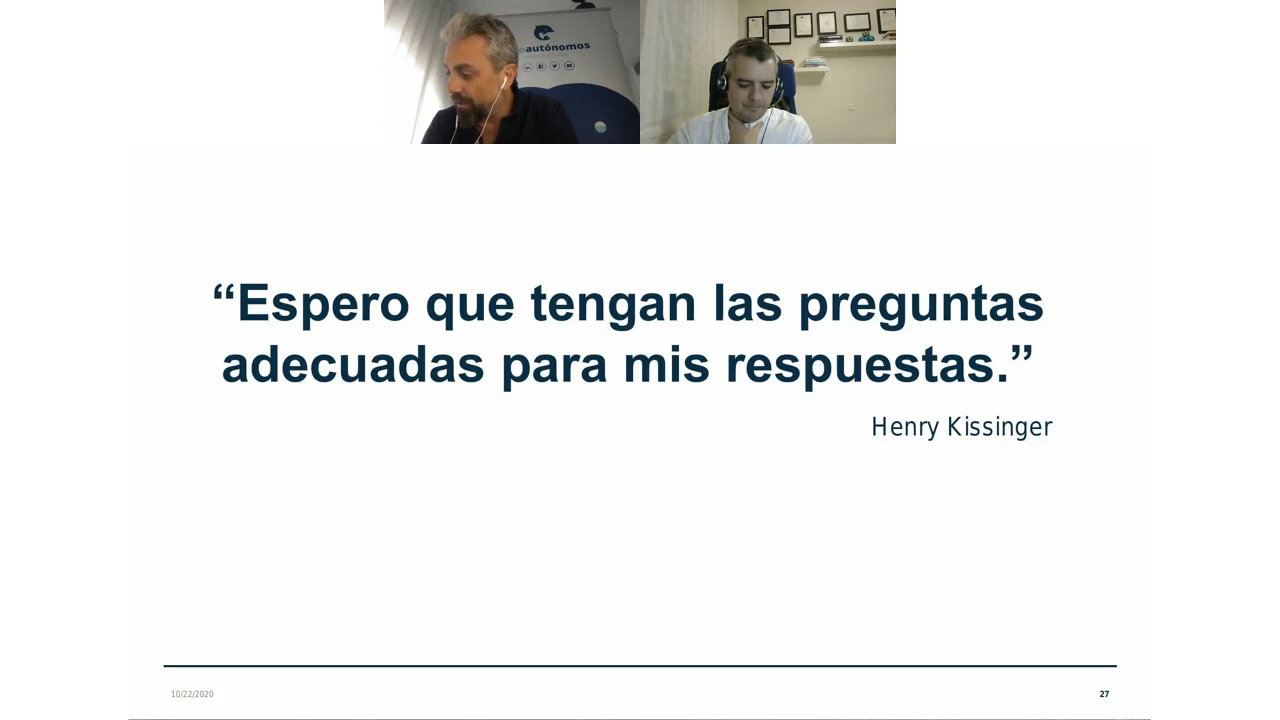 autónomos
“Espero que tengan las preguntas
adecuadas para mis respuestas.”
Henry Kissinger
10/22/2020
27